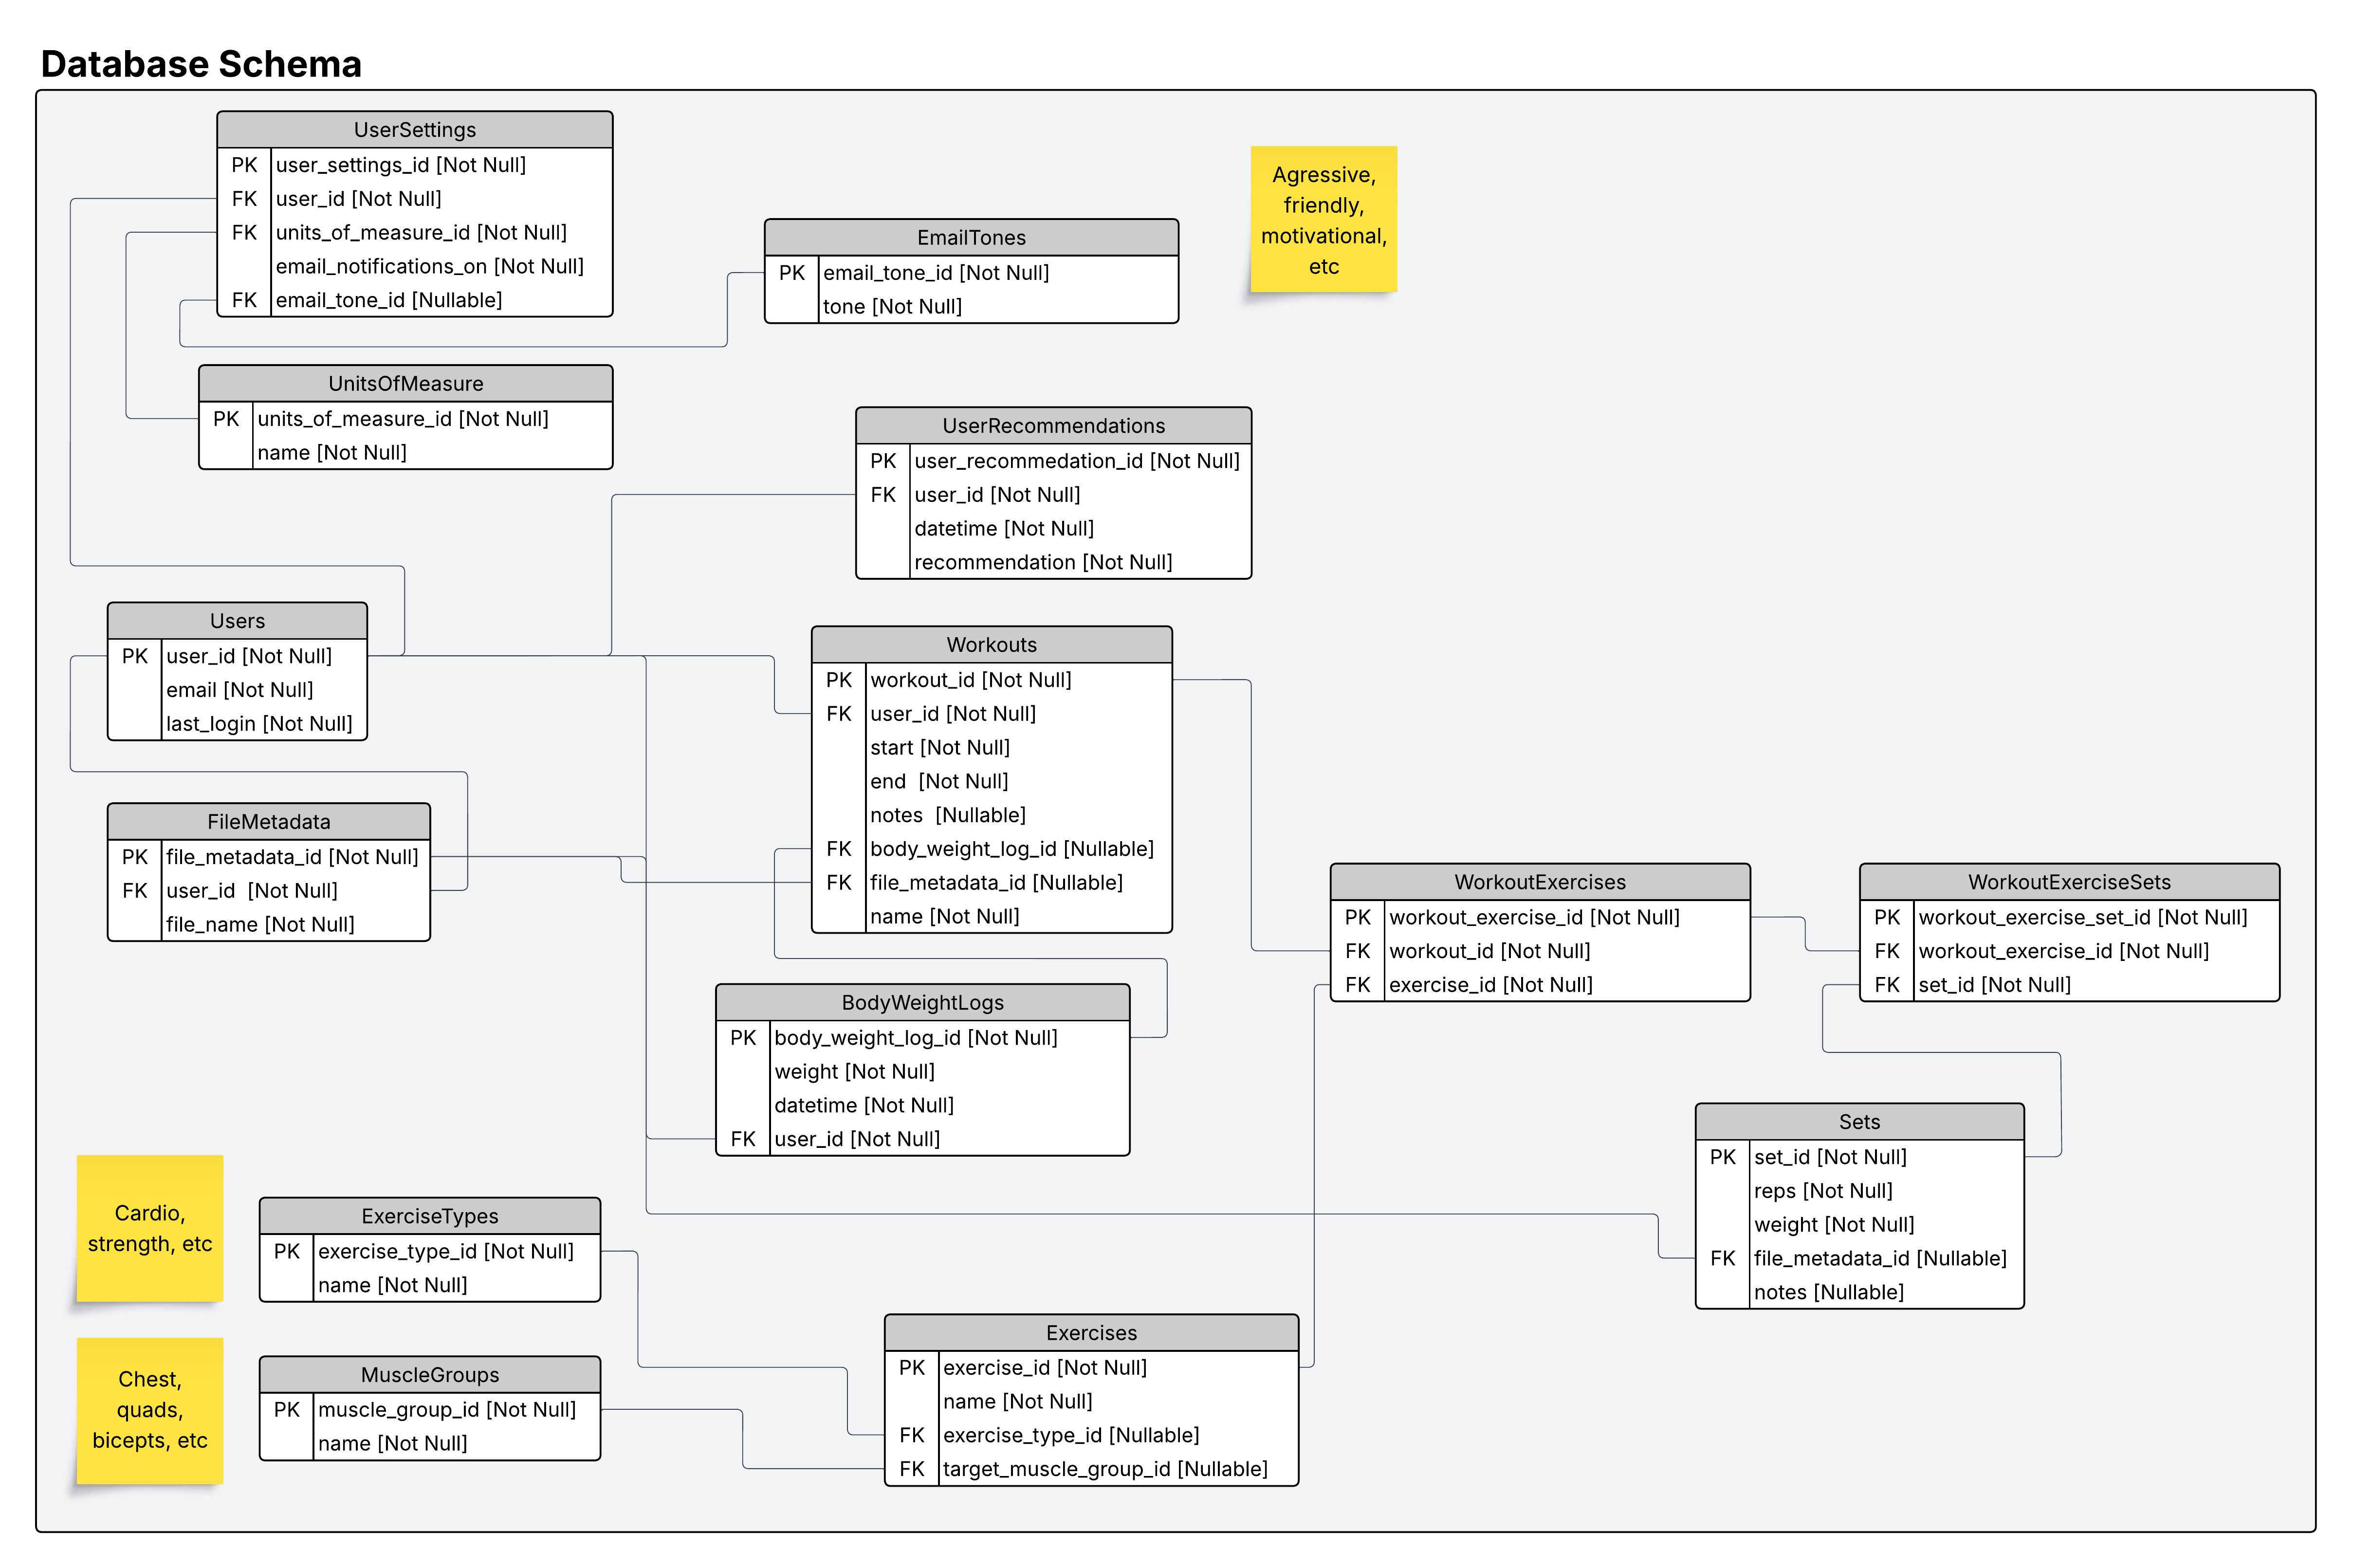 Database Schema
UserSettings
PK user_settings_id [Not Null]
FK user_id [Not Null]
FK units_of_measure_id [Not Null]
email_notifications_on [Not Null]
FK email_tone_id [Nullable]
EmailTones
PK email_tone_id [Not Null]
tone [Not Null]
Agressive,
friendly,
motivational,
etc
UnitsOfMeasure
PK units_of_measure_id [Not Null]
name [Not Null]
UserRecommendations
PK user_recommedation_id [Not Null]
FK user_id [Not Null]
datetime [Not Null]
recommendation [Not Null]
Users
PK user_id [Not Null]
email [Not Null]
last_login [Not Null]
Workouts
PK workout_id [Not Null]
FK user_id [Not Null]
start [Not Null]
end [Not Null]
notes [Nullable]
FK body_weight_log_id [Nullable]
FK file_metadata_id [Nullable]
name [Not Null]
FileMetadata
PK file_metadata_id [Not Null]
FK user_id [Not Null]
file_name [Not Null]
WorkoutExercises
PK workout_exercise_id [Not Null]
FK workout_id [Not Null]
FK exercise_id [Not Null]
WorkoutExerciseSets
PK workout_exercise_set_id [Not Null]
FK workout_exercise_id [Not Null]
FK set_id [Not Null]
BodyWeightLogs
PK body_weight_log_id [Not Null]
weight [Not Null]
datetime [Not Null]
FK user_id [Not Null]
Sets
PK set_id [Not Null]
reps [Not Null]
weight [Not Null]
FK file_metadata_id [Nullable]
notes [Nullable]
Cardio,
strength, etc
ExerciseTypes
PK exercise_type_id [Not Null]
name [Not Null]
Chest,
quads,
bicepts, etc
MuscleGroups
PK muscle_group_id [Not Null]
name [Not Null]
Exercises
PK exercise_id [Not Null]
name [Not Null]
FK exercise_type_id [Nullable]
FK target_muscle_group_id [Nullable]